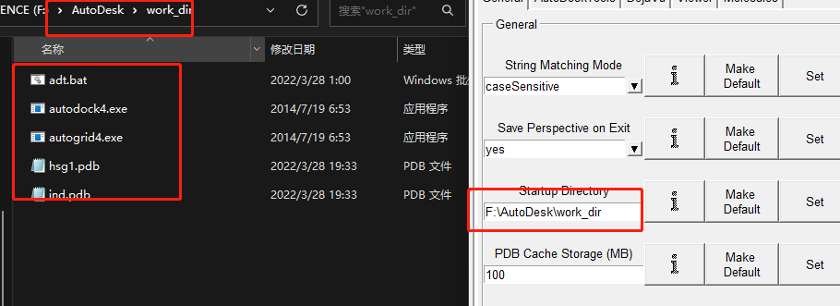 ENCE (F: > AutoDesk > work_dir
搜索"work_dir"
名称 修改日期 类型
adt.bat 2022/3/28 1:00 Windows 批
autodock4.exe 2014/7/19 6:53 应用程序
autogrid4.exe 2014/7/19 6:53 应用程序
hsg1.pdb 2022/3/28 19:33 PDB 文件
ind.pdb 2022/3/28 19:33 PDB 文件
General AutoDockTools DejaVu Viewer Molecules
General
String Matching Mode
caseSensitive
i
Make
Default
Set
Save Perspective on Exit
yes
i
Make
Default
Set
Startup Directory
F:\AutoDesk\work_dir
i
Make
Default
Set
PDB Cache Storage (MB)
100
i
Make
Default
Set